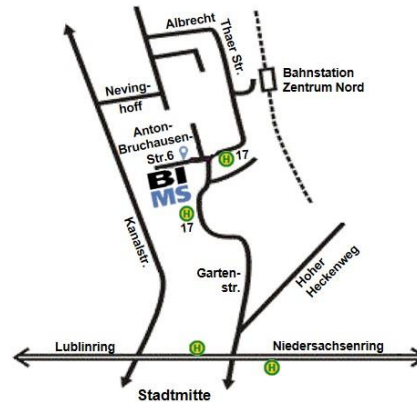 Albrecht
Thaer Str.
Neving-
hoff
Bahnstation
Zentrum Nord
Anton-
Bruchausen-
Str.6
H
17
BI
MS
H
17
Kanalstr.
Garten-
str.
Hoher
Heckenweg
Lublinring
H
Niedersachsenring
H
Stadtmitte